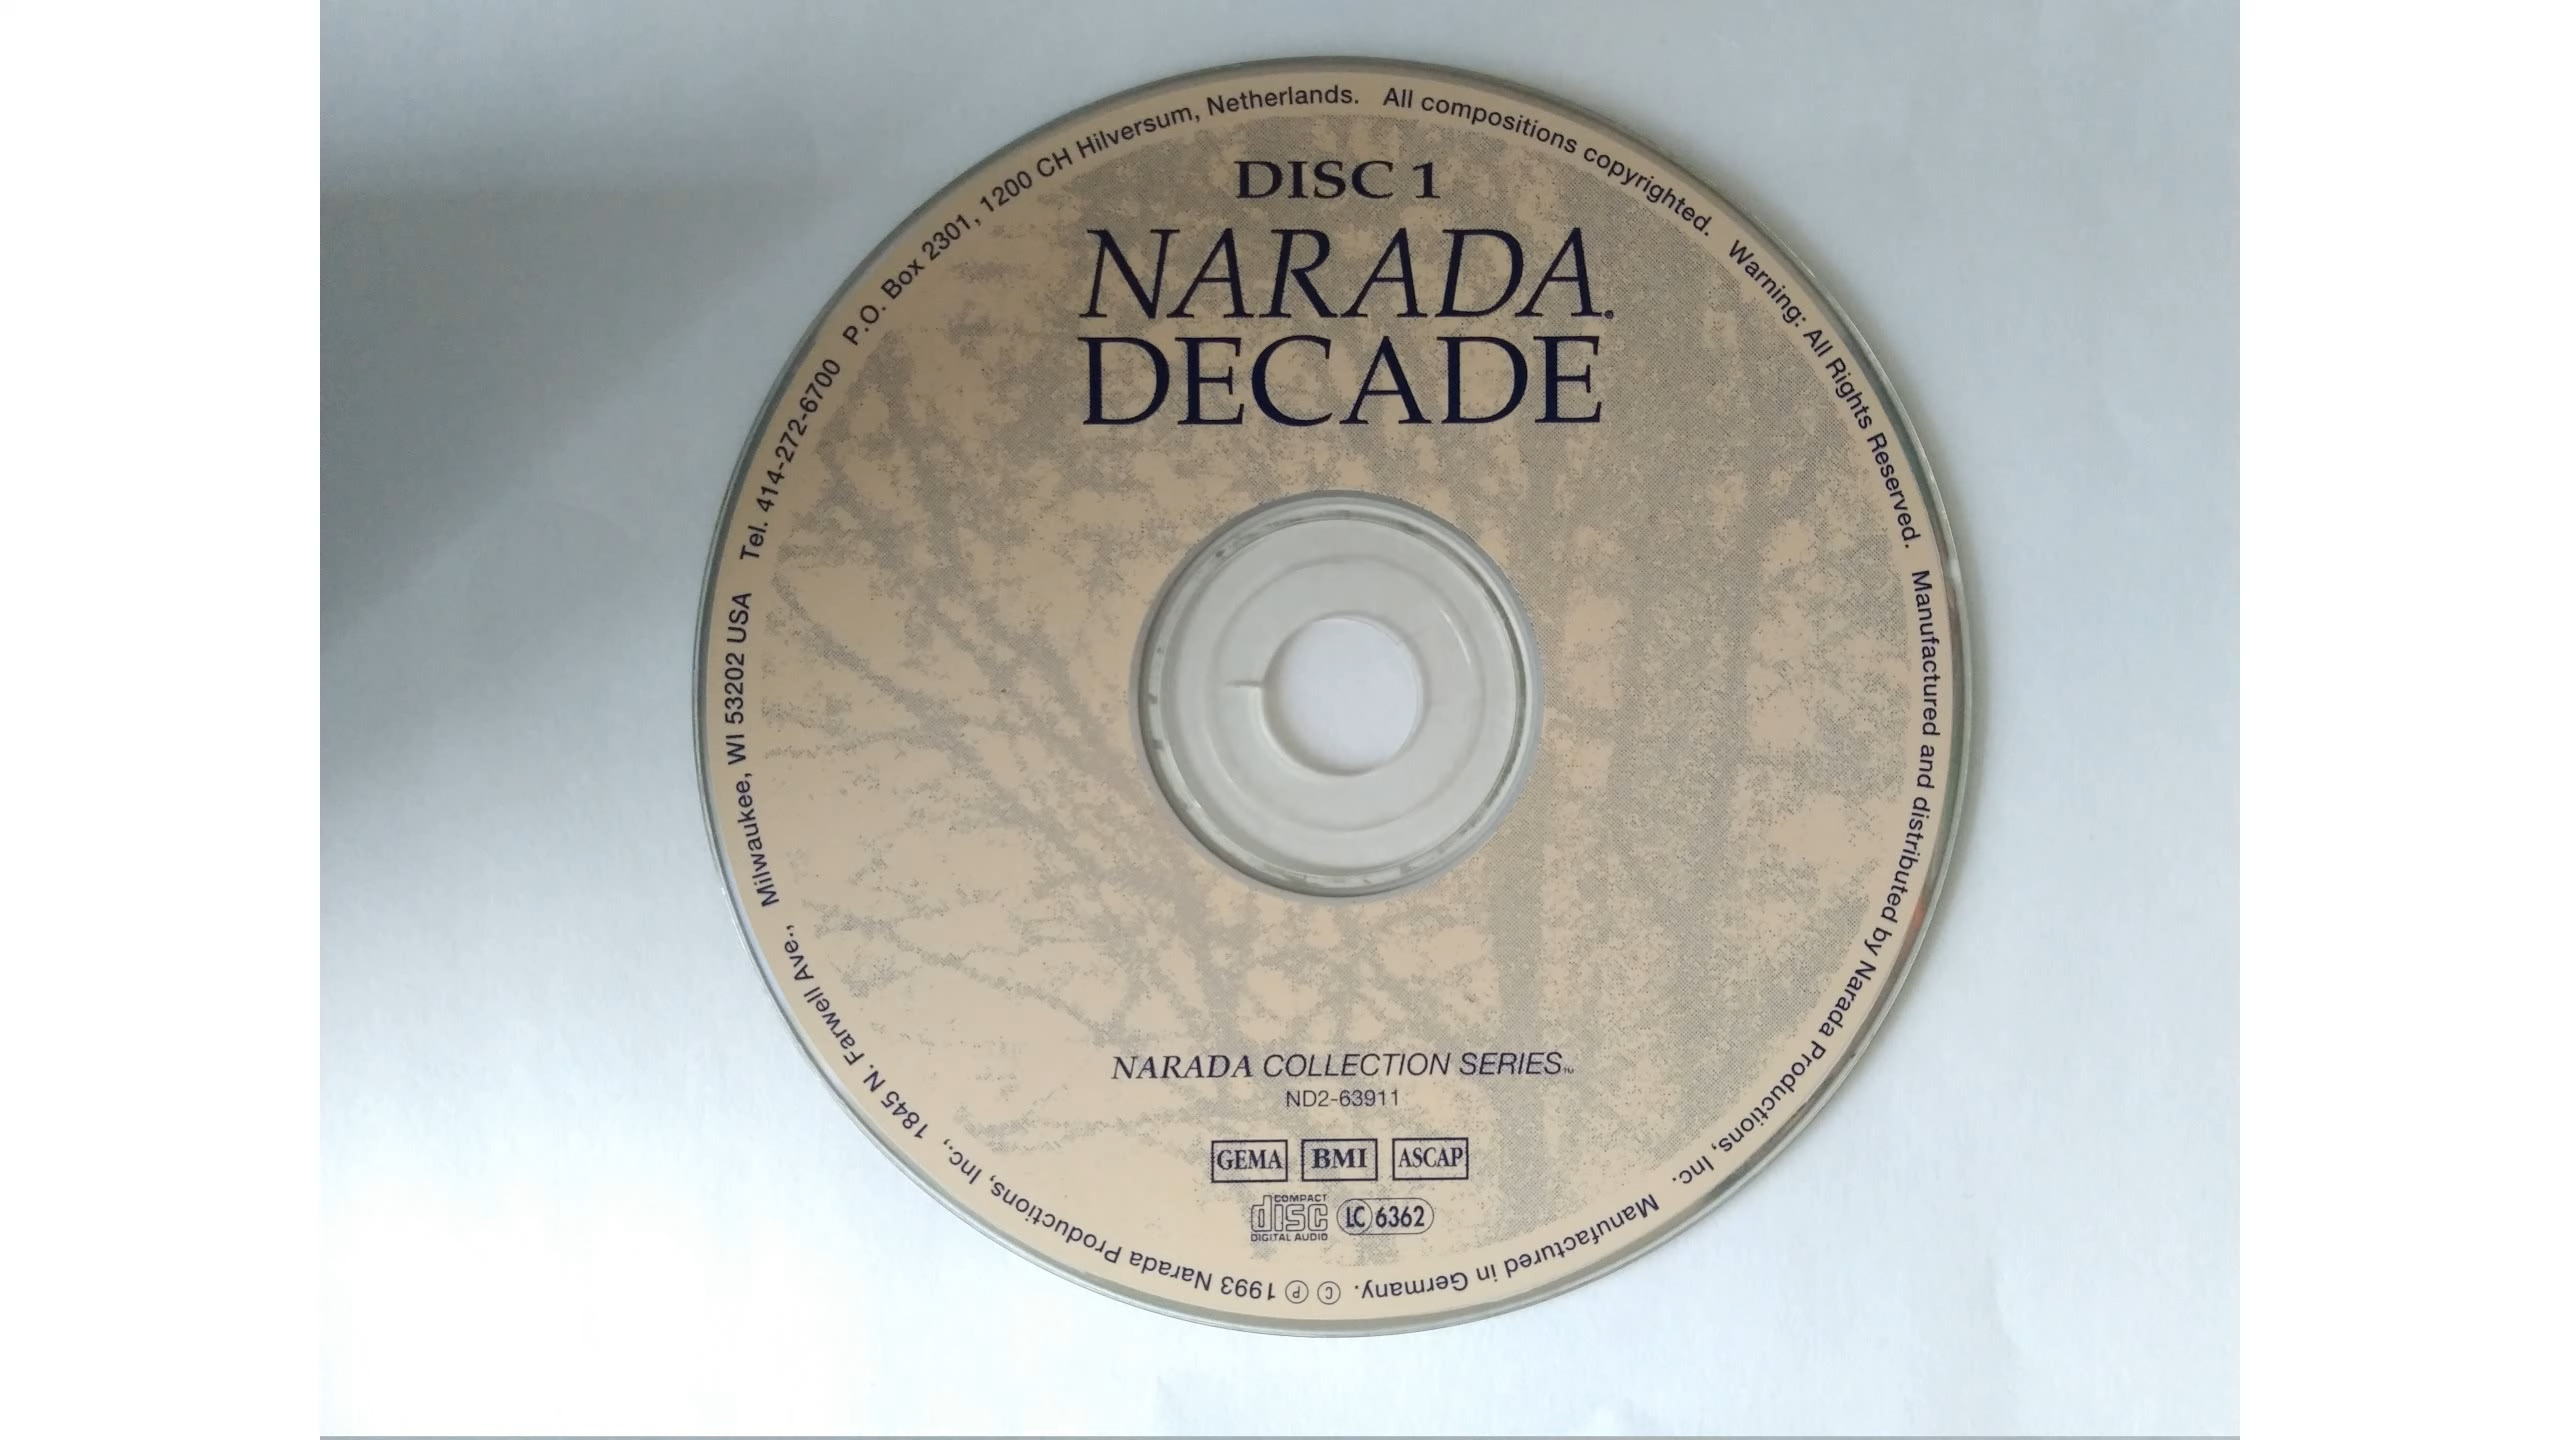 DISC 1
NARADA®
DECADE
NARADA COLLECTION SERIES™
ND2-63911
GEMA BMI ASCAP
COMPACT
disc
DIGITAL AUDIO
LC 6362
© ℗ 1993 Narada Productions, Inc., 1845 N. Farwell Ave., Milwaukee, WI 53202 USA Tel. 414-272-6700 P.O. Box 2301, 1200 CH Hilversum, Netherlands. All compositions copyrighted. Warning: All Rights Reserved. Manufactured and distributed by Narada Productions, Inc. Manufactured in Germany.